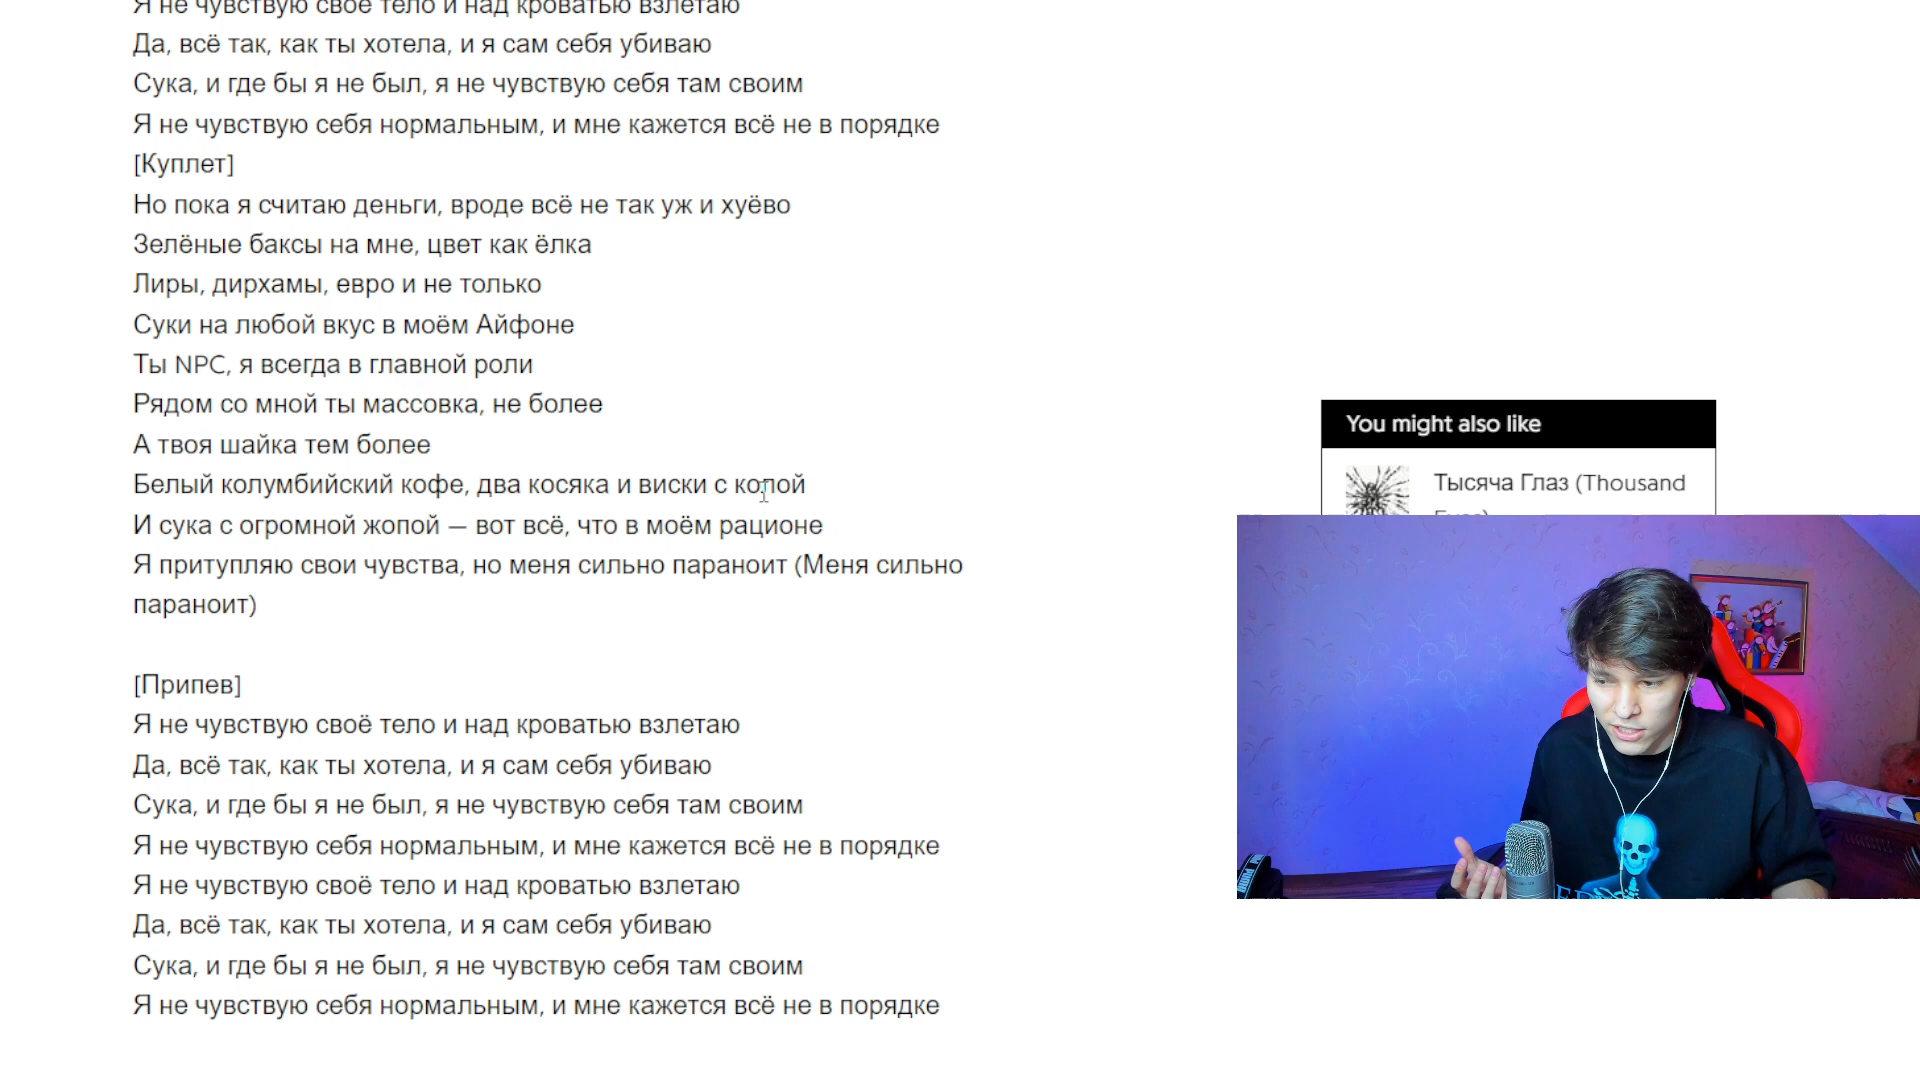 Я не чувствую своё тело и над кроватью взлетаю
Да, всё так, как ты хотела, и я сам себя убиваю
Сука, и где бы я не был, я не чувствую себя там своим
Я не чувствую себя нормальным, и мне кажется всё не в порядке
[Куплет]
Но пока я считаю деньги, вроде всё не так уж и хуёво
Зелёные баксы на мне, цвет как ёлка
Лиры, дирхамы, евро и не только
Суки на любой вкус в моём Айфоне
Ты NPC, я всегда в главной роли
Рядом со мной ты массовка, не более
А твоя шайка тем более
Белый колумбийский кофе, два косяка и виски с колой
И сука с огромной жопой — вот всё, что в моём рационе
Я притупляю свои чувства, но меня сильно параноит (Меня сильно
параноит)
[Припев]
Я не чувствую своё тело и над кроватью взлетаю
Да, всё так, как ты хотела, и я сам себя убиваю
Сука, и где бы я не был, я не чувствую себя там своим
Я не чувствую себя нормальным, и мне кажется всё не в порядке
Я не чувствую своё тело и над кроватью взлетаю
Да, всё так, как ты хотела, и я сам себя убиваю
Сука, и где бы я не был, я не чувствую себя там своим
Я не чувствую себя нормальным, и мне кажется всё не в порядке
You might also like
Тысяча Глаз (Thousand
Eyes)